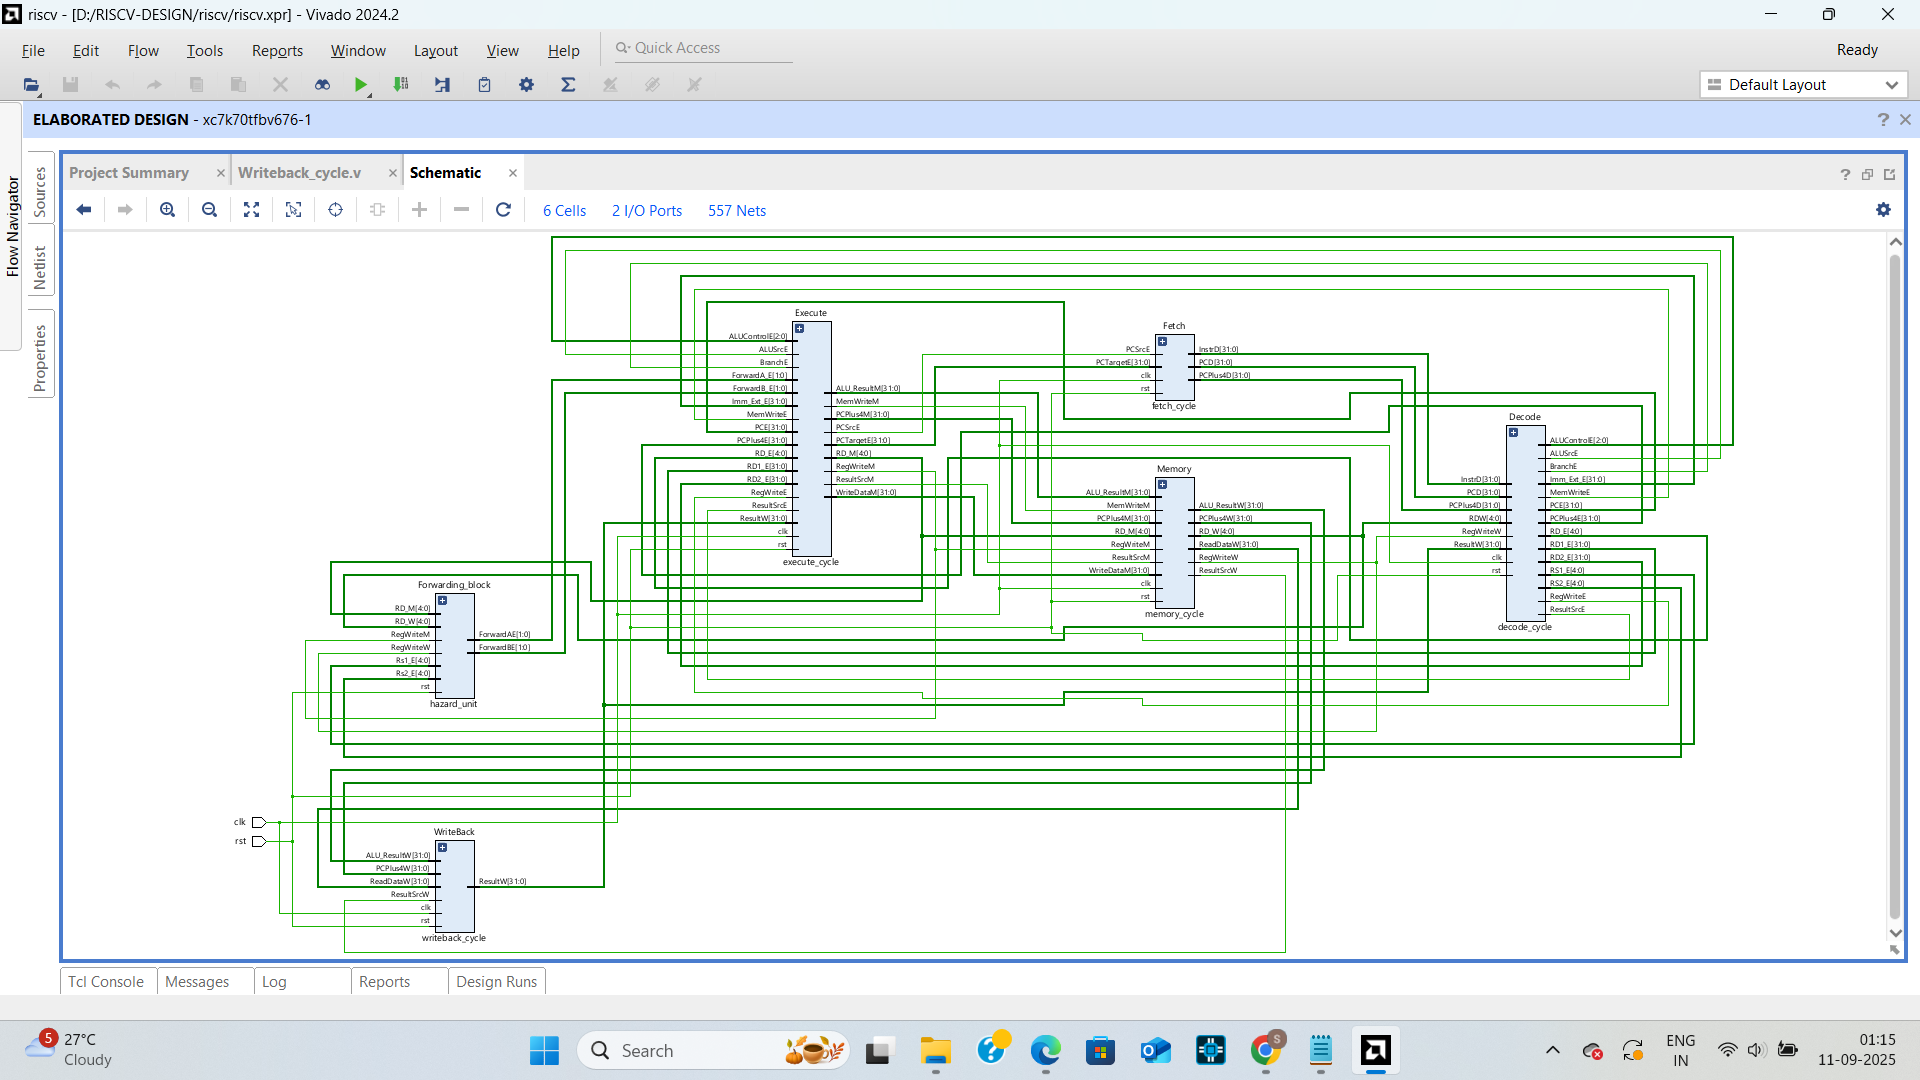 riscv - [D:/RISCV-DESIGN/riscv/riscv.xpr] - Vivado 2024.2
File Edit Flow Tools Reports Window Layout View Help Quick Access
Ready
Default Layout
ELABORATED DESIGN - xc7k70tfbv676-1
Flow Navigator
Sources
Netlist
Properties
Project Summary
Writeback_cycle.v
Schematic
6 Cells 2 I/O Ports 557 Nets
Execute
ALUControlE[2:0]
ALUSrcE
BranchE
ForwardA_E[1:0]
ForwardB_E[1:0]
Imm_Ext_E[31:0]
MemWriteE
PCE[31:0]
PCPlus4E[31:0]
RD_E[4:0]
RD1_E[31:0]
RD2_E[31:0]
RegWriteE
ResultSrcE
ResultW[31:0]
clk
rst
ALU_ResultM[31:0]
MemWriteM
PCPlus4M[31:0]
PCSrcE
PCTargetE[31:0]
RD_M[4:0]
RegWriteM
ResultSrcM
WriteDataM[31:0]
execute_cycle
Fetch
PCSrcE
PCTargetE[31:0]
clk
rst
InstrD[31:0]
PCD[31:0]
PCPlus4D[31:0]
fetch_cycle
Memory
ALU_ResultM[31:0]
MemWriteM
PCPlus4M[31:0]
RD_M[4:0]
RegWriteM
ResultSrcM
WriteDataM[31:0]
clk
rst
ALU_ResultW[31:0]
PCPlus4W[31:0]
RD_W[4:0]
ReadDataW[31:0]
RegWriteW
ResultSrcW
memory_cycle
Decode
InstrD[31:0]
PCD[31:0]
PCPlus4D[31:0]
RDW[4:0]
RegWriteW
ResultW[31:0]
clk
rst
ALUControlE[2:0]
ALUSrcE
BranchE
Imm_Ext_E[31:0]
MemWriteE
PCE[31:0]
PCPlus4E[31:0]
RD_E[4:0]
RD1_E[31:0]
RD2_E[31:0]
RS1_E[4:0]
RS2_E[4:0]
RegWriteE
ResultSrcE
decode_cycle
Forwarding_block
RD_M[4:0]
RD_W[4:0]
RegWriteM
RegWriteW
Rs1_E[4:0]
Rs2_E[4:0]
rst
ForwardAE[1:0]
ForwardBE[1:0]
hazard_unit
clk
rst
WriteBack
ALU_ResultW[31:0]
PCPlus4W[31:0]
ReadDataW[31:0]
ResultSrcW
clk
rst
ResultW[31:0]
writeback_cycle
Tcl Console Messages Log Reports Design Runs
5
27°C
Cloudy
Search
S
ENG
IN
01:15
11-09-2025